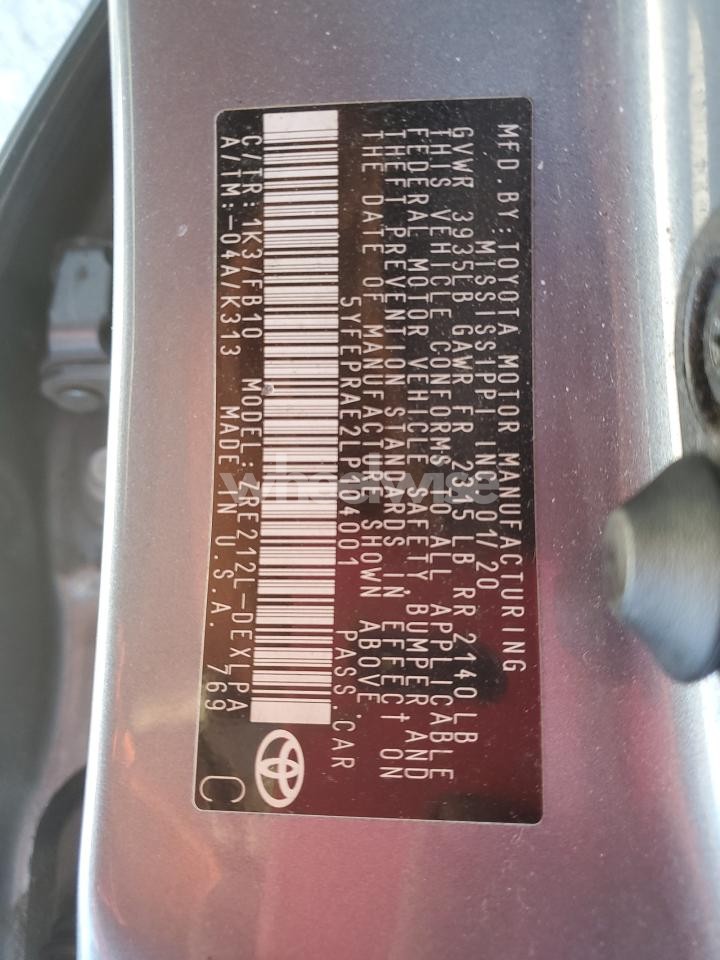 MFD.BY:TOYOTA MOTOR MANUFACTURING
MISSISSIPPI INC 01/20
GVWR 3935LB GAWR FR 2315 LB RR 2140 LB
THIS VEHICLE CONFORMS TO ALL APPLICABLE
FEDERAL MOTOR VEHICLE SAFETY, BUMPER AND
THEFT PREVENTION STANDARDS IN EFFECT ON
THE DATE OF MANUFACTURE SHOWN ABOVE.
5YFEPRAE2LP104001 PASS.CAR
C/TR:1K3/FB10 MODEL:ZRE212L-DEXLPA
A/TM:-04A/K313 MADE IN U.S.A. 769
C
wheelwise